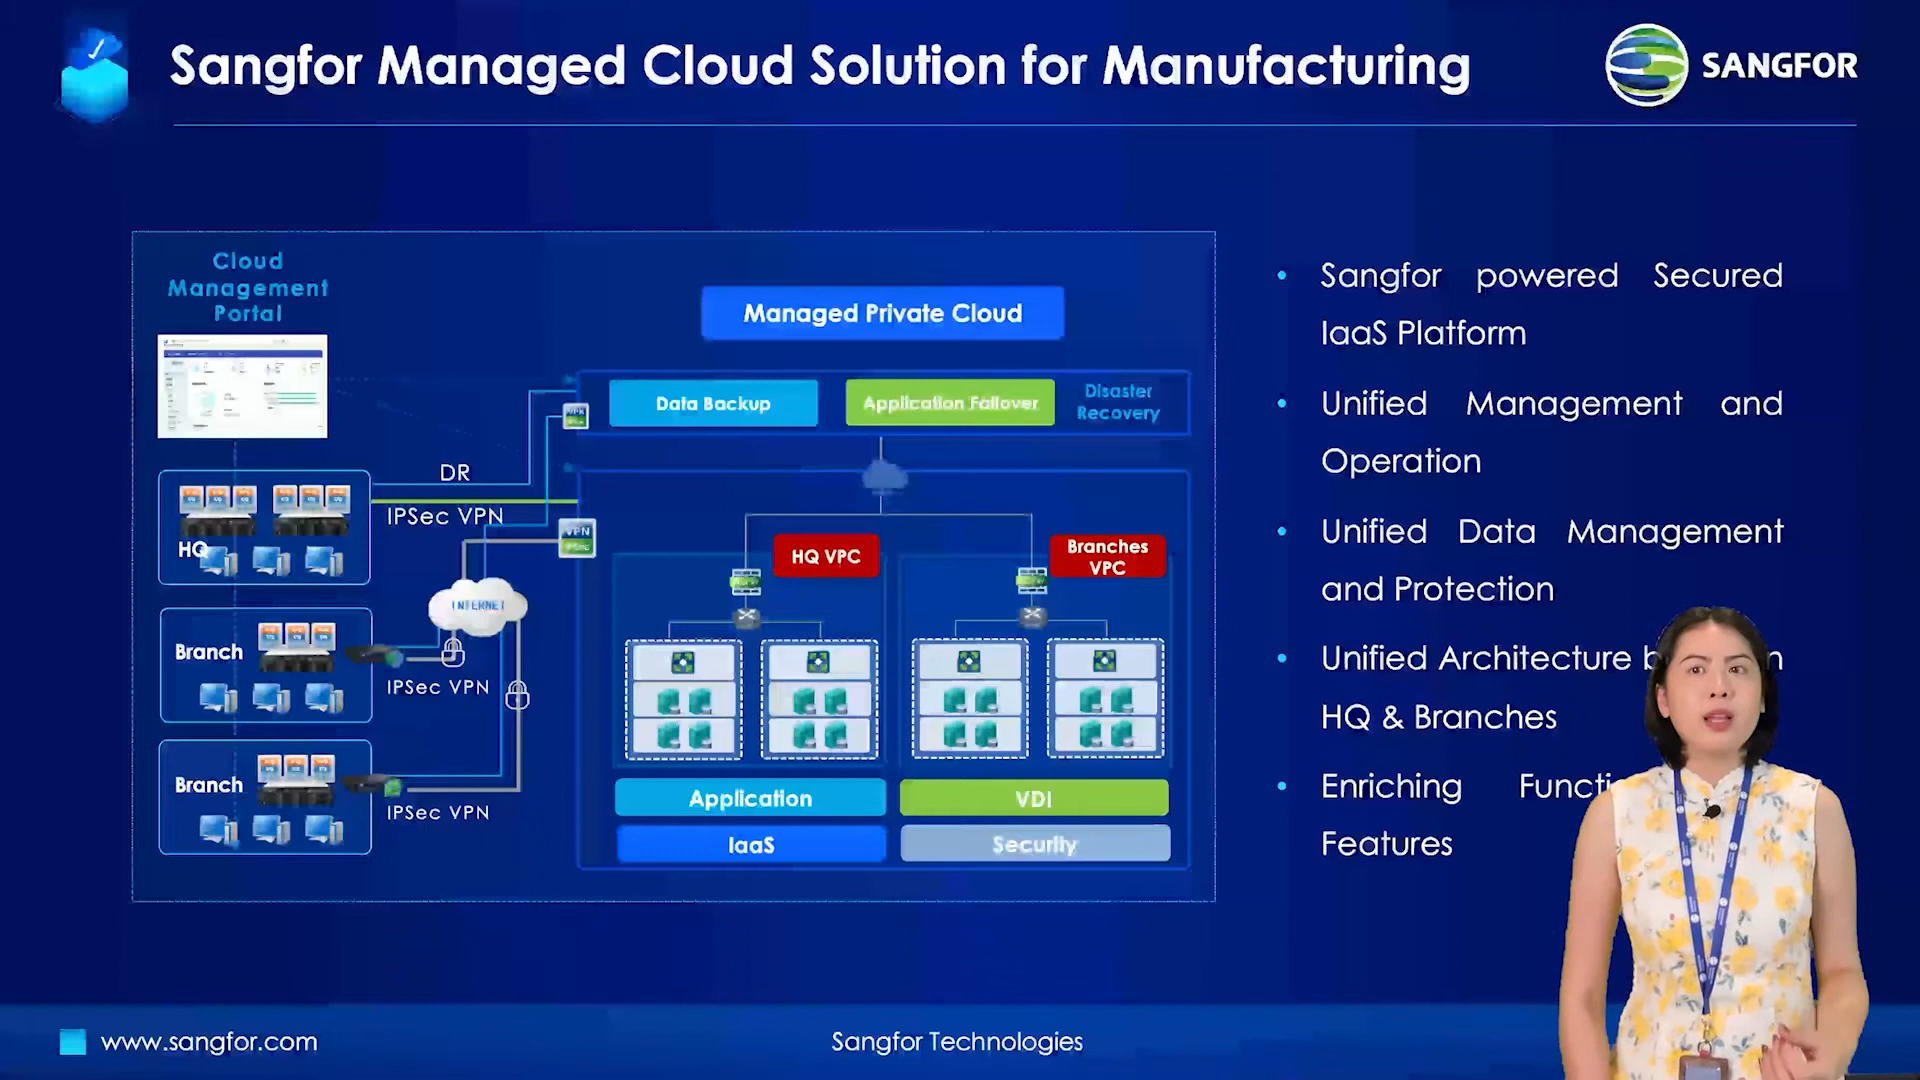 Sangfor Managed Cloud Solution for Manufacturing
SANGFOR
Cloud
Management
Portal
Managed Private Cloud
Data Backup
Application Failover
Disaster
Recovery
VPN
DR
IPSec VPN
VPN
HQ
HQ VPC
Branches
VPC
INTERNET
Branch
IPSec VPN
Branch
IPSec VPN
Application
VDI
IaaS
Security
• Sangfor powered Secured
IaaS Platform
• Unified Management and
Operation
• Unified Data Management
and Protection
• Unified Architecture
HQ & Branches
• Enriching
Features
www.sangfor.com
Sangfor Technologies